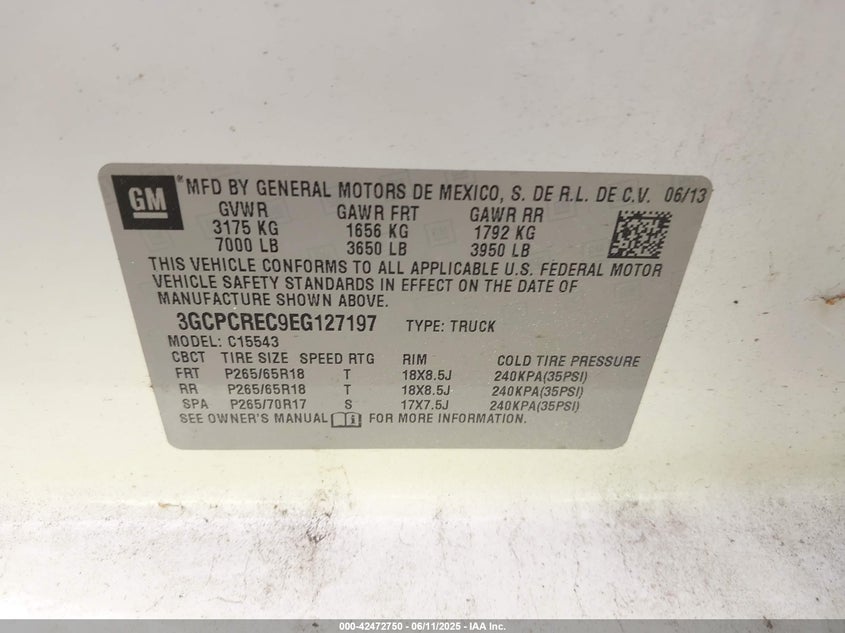 GM
*MFD BY GENERAL MOTORS DE MEXICO, S. DE R.L. DE C.V. 06/13
GVWR GAWR FRT GAWR RR
3175 KG 1656 KG 1792 KG
7000 LB 3650 LB 3950 LB
THIS VEHICLE CONFORMS TO ALL APPLICABLE U.S. FEDERAL MOTOR
VEHICLE SAFETY STANDARDS IN EFFECT ON THE DATE OF
MANUFACTURE SHOWN ABOVE.
3GCPCREC9EG127197 TYPE: TRUCK
MODEL: C15543
CBCT TIRE SIZE SPEED RTG RIM COLD TIRE PRESSURE
FRT P265/65R18 T 18X8.5J 240KPA(35PSI)
RR P265/65R18 T 18X8.5J 240KPA(35PSI)
SPA P265/70R17 S 17X7.5J 240KPA(35PSI)
SEE OWNER'S MANUAL FOR MORE INFORMATION.
000-42472750 - 06/11/2025 - IAA Inc.